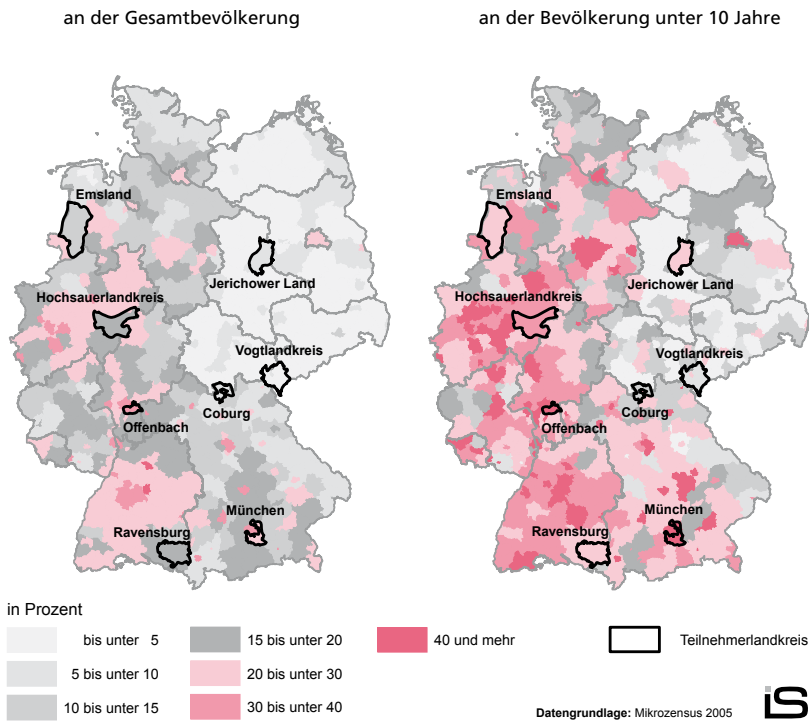 an der Gesamtbevölkerung
an der Bevölkerung unter 10 Jahre
Emsland
Jerichower Land
Hochsauerlandkreis
Vogtlandkreis
Coburg
Offenbach
München
Ravensburg
Emsland
Jerichower Land
Hochsauerlandkreis
Vogtlandkreis
Coburg
Offenbach
München
Ravensburg
in Prozent
bis unter 5
5 bis unter 10
10 bis unter 15
15 bis unter 20
20 bis unter 30
30 bis unter 40
40 und mehr
Teilnehmerlandkreis
Datengrundlage: Mikrozensus 2005
is